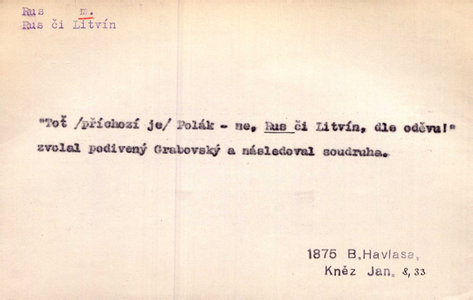 Rus m.
Rus či Litvín
"Toť /příchozí je/ Polák - ne, Rus či Litvín, dle oděvu!"
zvolal podivený Grabovský a následoval soudruha.
1875 B,Havlasa,
Kněz Jan. 8,33